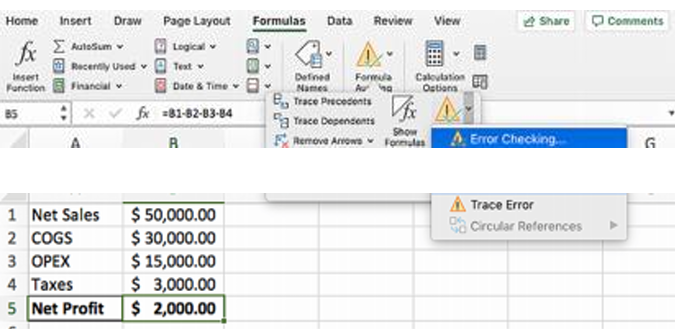 Home Insert Draw Page Layout Formulas Data Review View Share Comments
fx AutoSum Logical
Recently Used Text
Insert Function Financial Date & Time Defined Names Formula Calculation Options
B5 fx =B1-B2-B3-B4
Trace Precedents
Trace Dependents
Remove Arrows Show Formulas
Error Checking...
A B G
Trace Error
Circular References
1 Net Sales $ 50,000.00
2 COGS $ 30,000.00
3 OPEX $ 15,000.00
4 Taxes $ 3,000.00
5 Net Profit $ 2,000.00